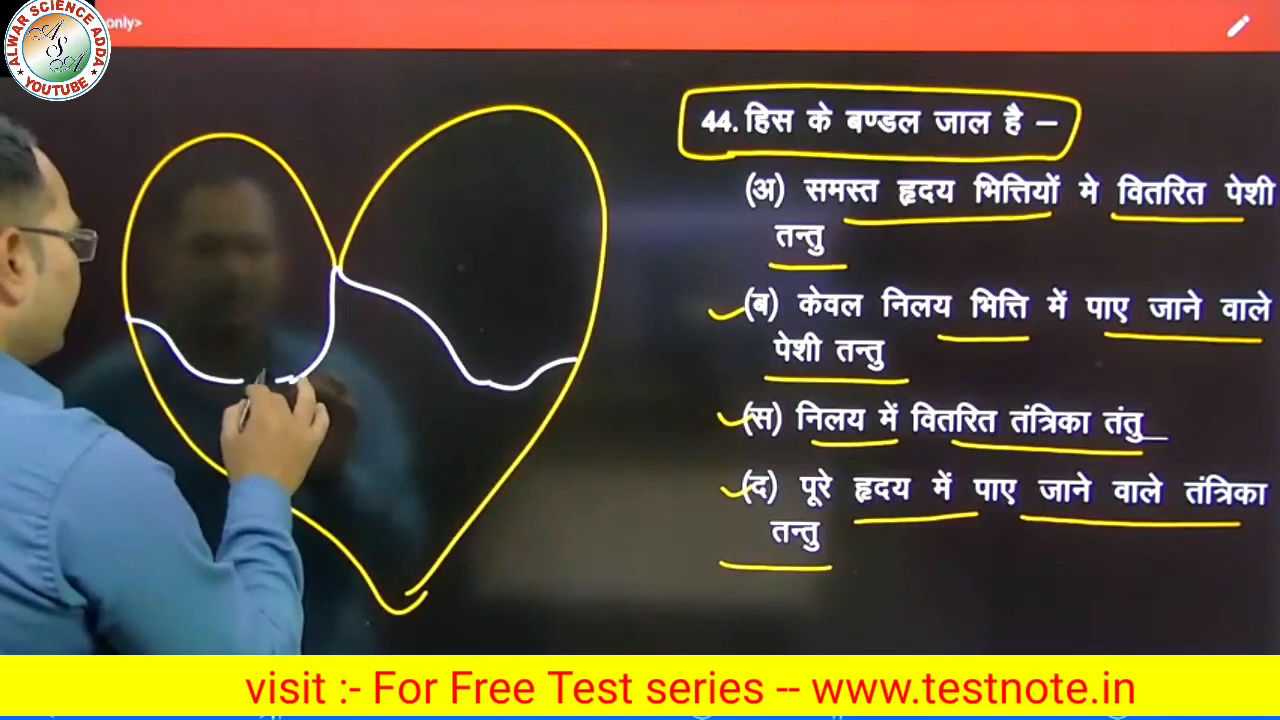 ALWAR SCIENCE ADDA
ASA
YOUTUBE
only>
44. हिस के बण्डल जाल है –
(अ) समस्त हृदय भित्तियों मे वितरित पेशी
तन्तु
(ब) केवल निलय भित्ति में पाए जाने वाले
पेशी तन्तु
(स) निलय में वितरित तंत्रिका तंतु
(द) पूरे हृदय में पाए जाने वाले तंत्रिका
तन्तु
visit :- For Free Test series -- www.testnote.in